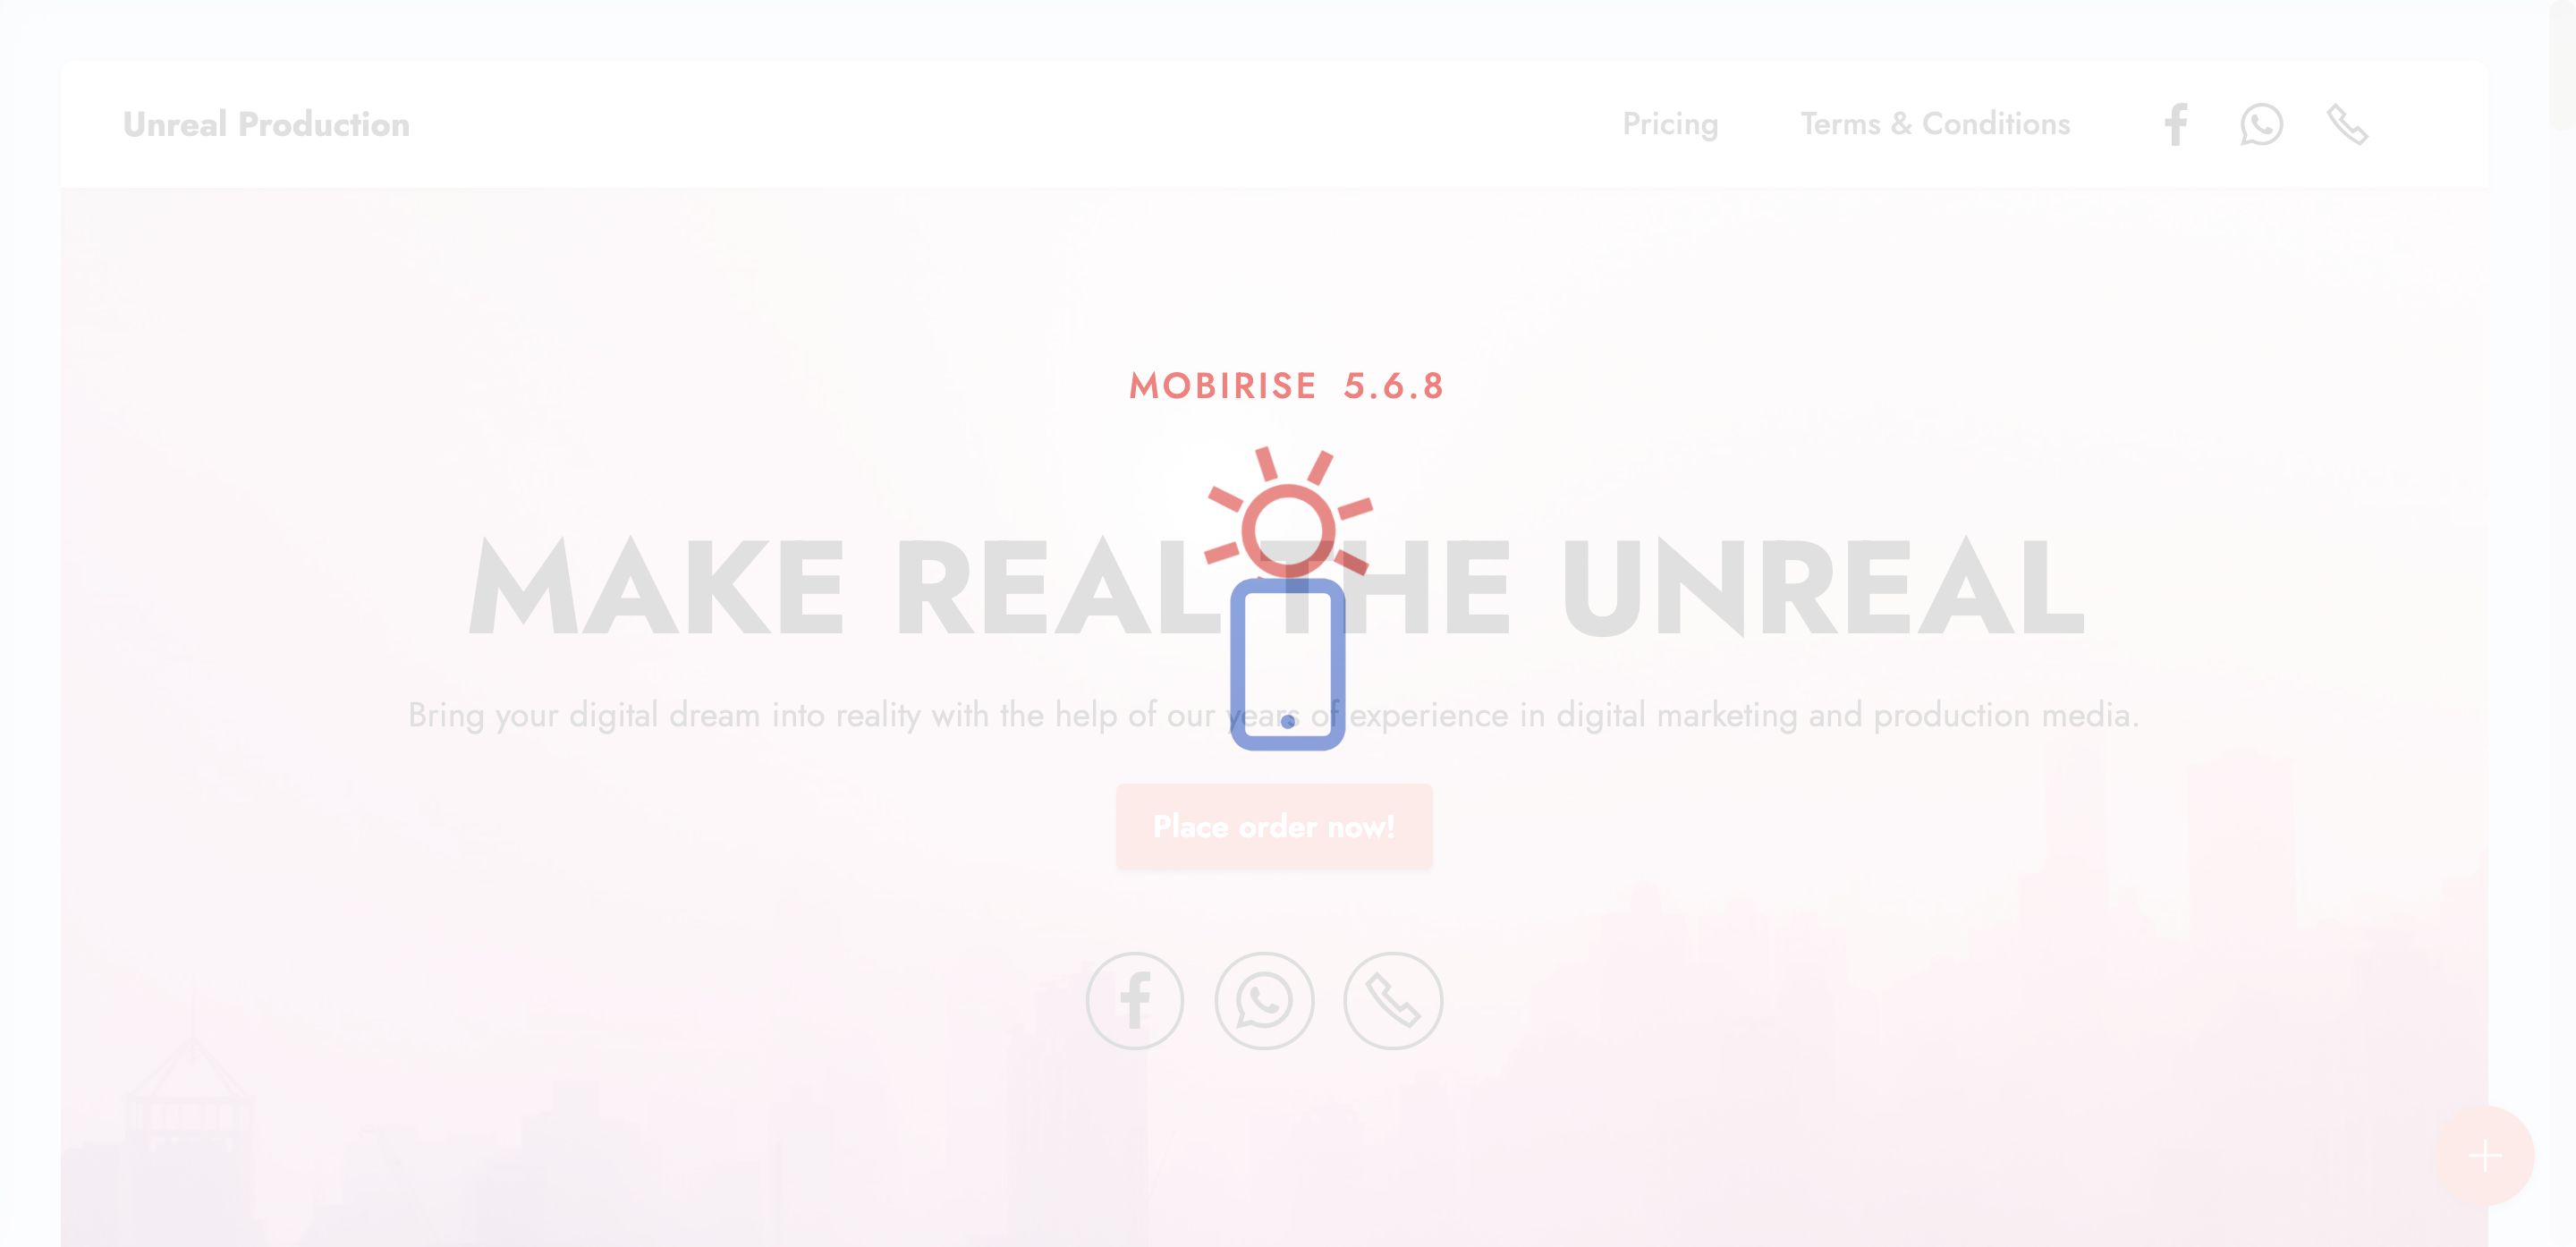 Unreal Production
Pricing
Terms & Conditions
MOBIRISE 5.6.8
MAKE REAL THE UNREAL
Bring your digital dream into reality with the help of our years of experience in digital marketing and production media.
Place order now!